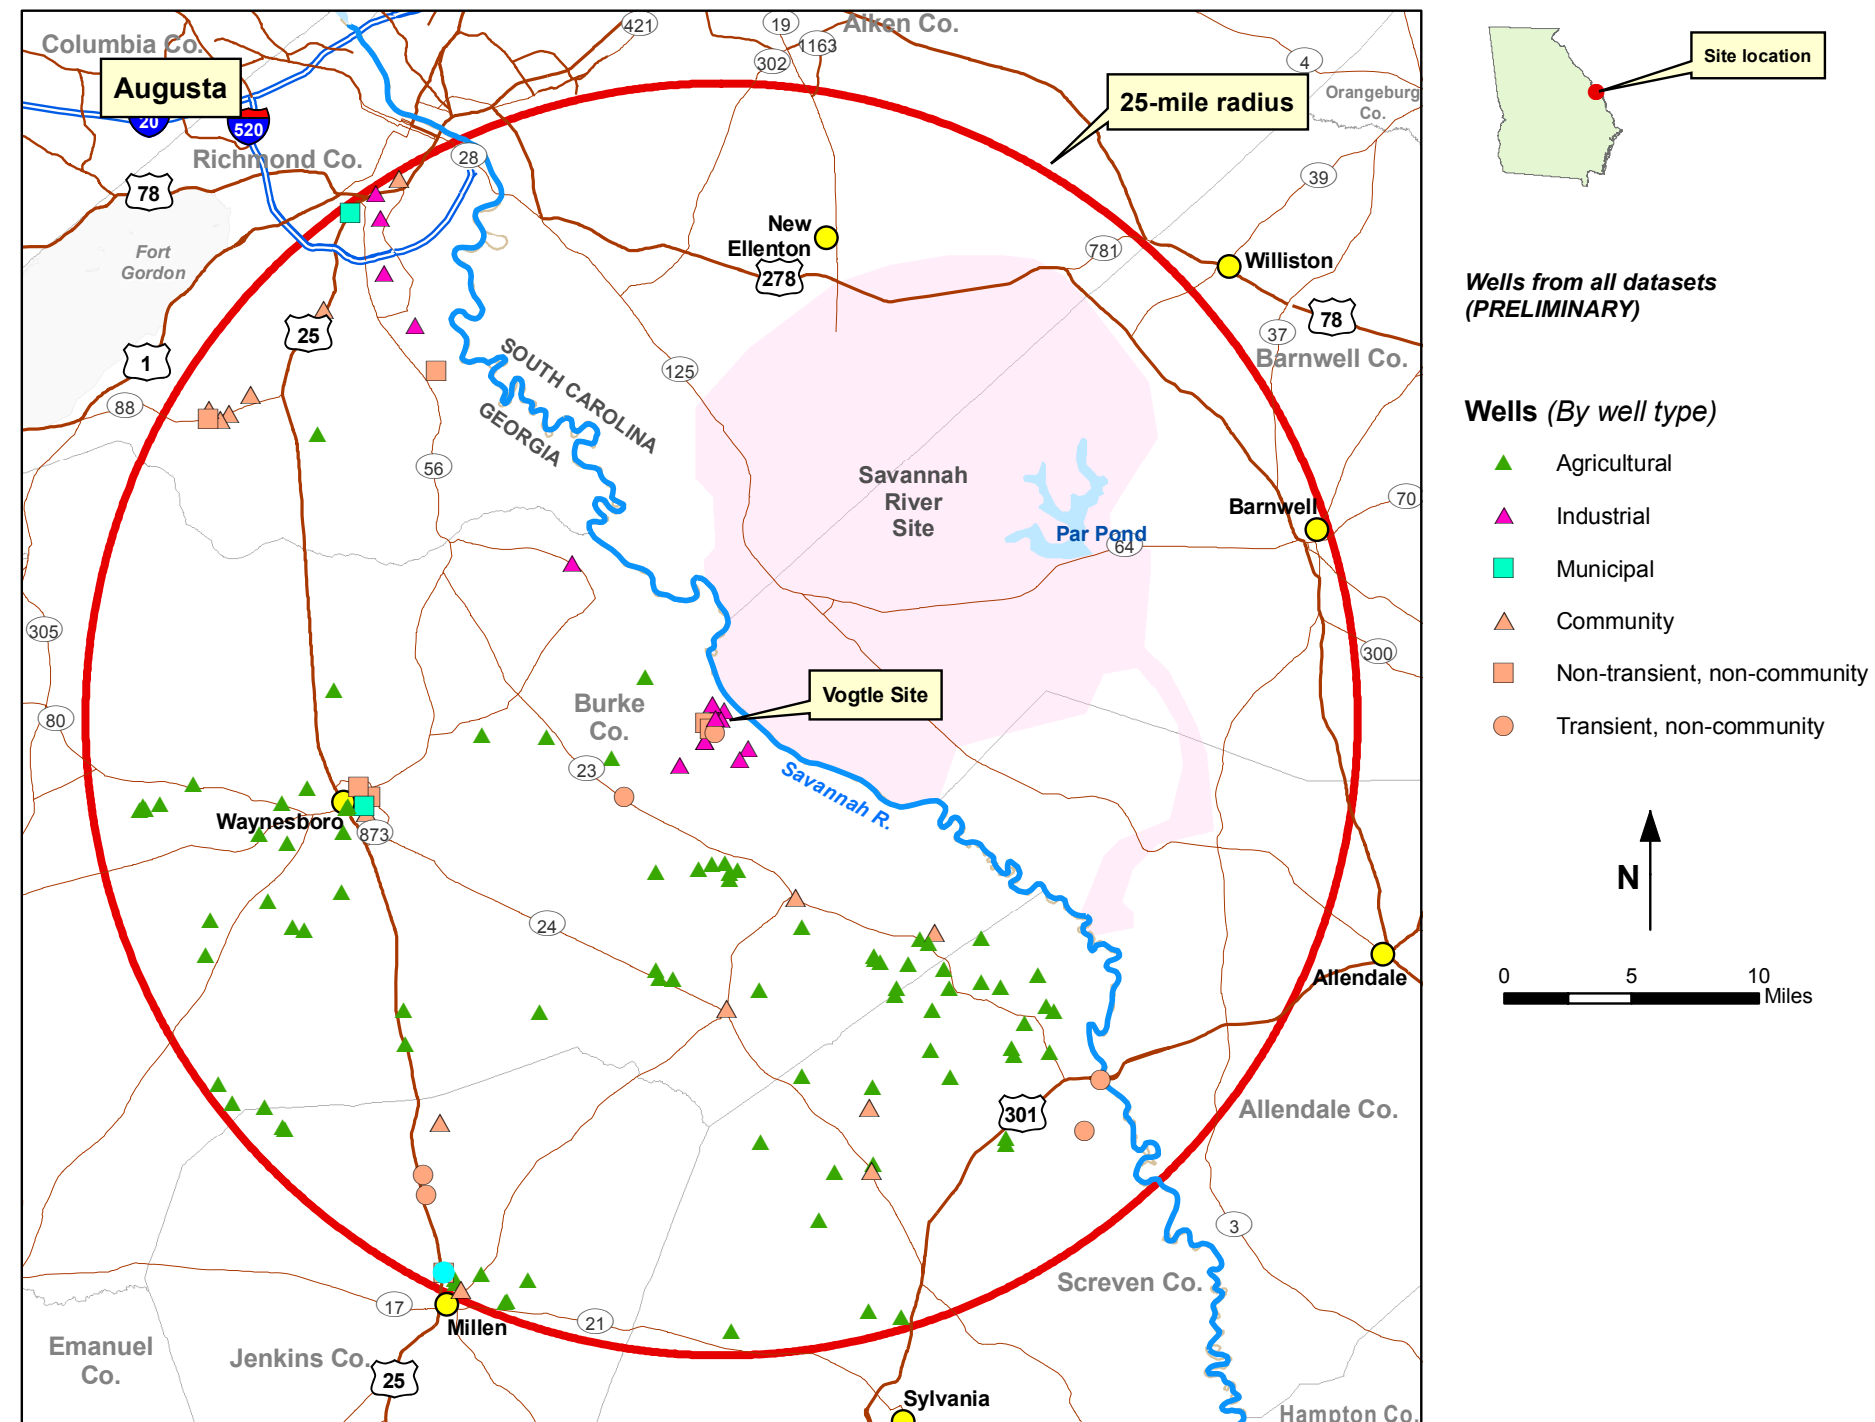 421
19
Aiken Co.
Columbia Co.
1163
302
4
Augusta
25-mile radius
Orangeburg
Co.
20
520
Richmond Co.
28
39
78
New
Ellenton
781
Fort
Gordon
278
Williston
25
78
37
1
SOUTH CAROLINA
Barnwell Co.
125
88
GEORGIA
56
Savannah
River
Site
70
Barnwell
Par Pond
64
305
300
Vogtle Site
Burke
Co.
80
23
Savannah R.
Waynesboro
873
24
Allendale
301
Allendale Co.
3
Screven Co.
17
21
Millen
Emanuel
Co.
Jenkins Co.
25
Sylvania
Hampton Co.
Site location
Wells from all datasets
(PRELIMINARY)
Wells (By well type)
Agricultural
Industrial
Municipal
Community
Non-transient, non-community
Transient, non-community
N
0 5 10
Miles